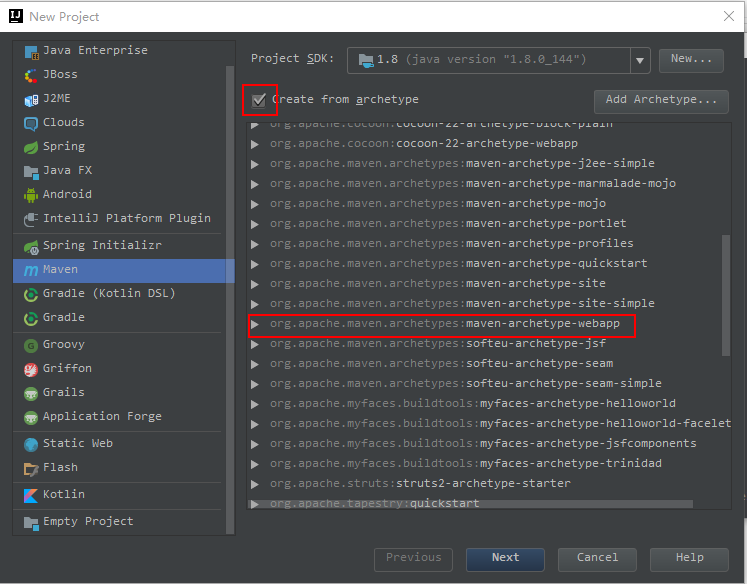 New Project
Java Enterprise
JBoss
J2ME
Clouds
Spring
Java FX
Android
IntelliJ Platform Plugin
Spring Initializr
Maven
Gradle (Kotlin DSL)
Gradle
Groovy
Griffon
Grails
Application Forge
Static Web
Flash
Kotlin
Empty Project
Project SDK: 1.8 (java version "1.8.0_144") New...
Create from archetype Add Archetype...
org.apache.cocoon:cocoon-22-archetype-block-plain
org.apache.cocoon:cocoon-22-archetype-webapp
org.apache.maven.archetypes:maven-archetype-j2ee-simple
org.apache.maven.archetypes:maven-archetype-marmalade-mojo
org.apache.maven.archetypes:maven-archetype-mojo
org.apache.maven.archetypes:maven-archetype-portlet
org.apache.maven.archetypes:maven-archetype-profiles
org.apache.maven.archetypes:maven-archetype-quickstart
org.apache.maven.archetypes:maven-archetype-site
org.apache.maven.archetypes:maven-archetype-site-simple
org.apache.maven.archetypes:maven-archetype-webapp
org.apache.maven.archetypes:softeu-archetype-jsf
org.apache.maven.archetypes:softeu-archetype-seam
org.apache.maven.archetypes:softeu-archetype-seam-simple
org.apache.myfaces.buildtools:myfaces-archetype-helloworld
org.apache.myfaces.buildtools:myfaces-archetype-helloworld-facelet
org.apache.myfaces.buildtools:myfaces-archetype-jsfcomponents
org.apache.myfaces.buildtools:myfaces-archetype-trinidad
org.apache.struts:struts2-archetype-starter
org.apache.tapestry:quickstart
Previous Next Cancel Help